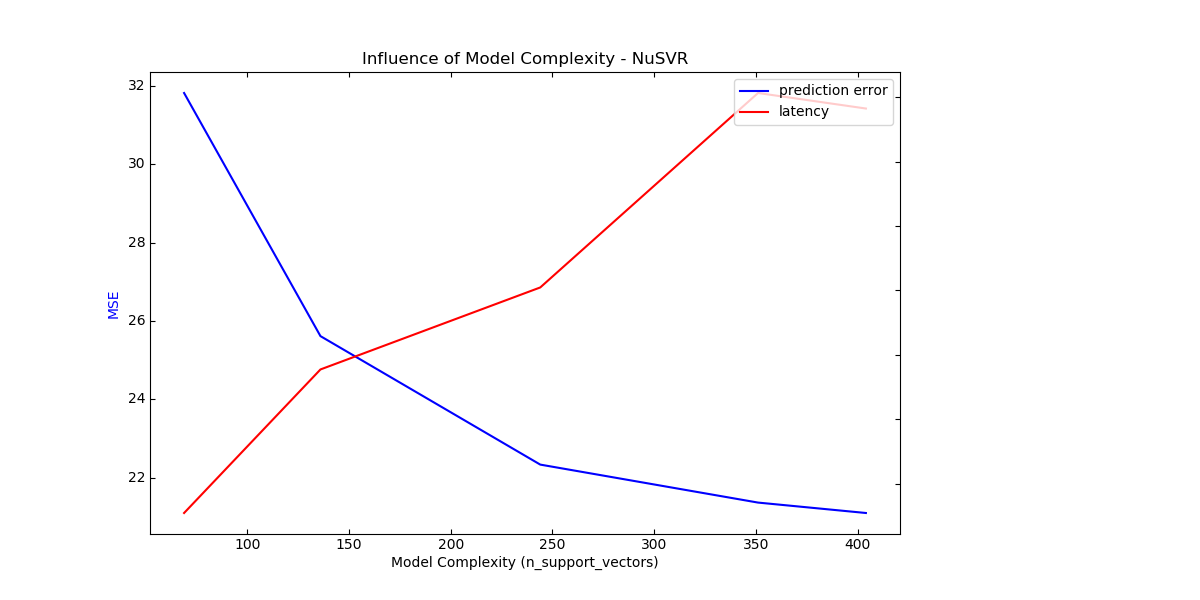 Influence of Model Complexity - NuSVR
prediction error
latency
32
30
28
26
24
22
MSE
100 150 200 250 300 350 400
Model Complexity (n_support_vectors)